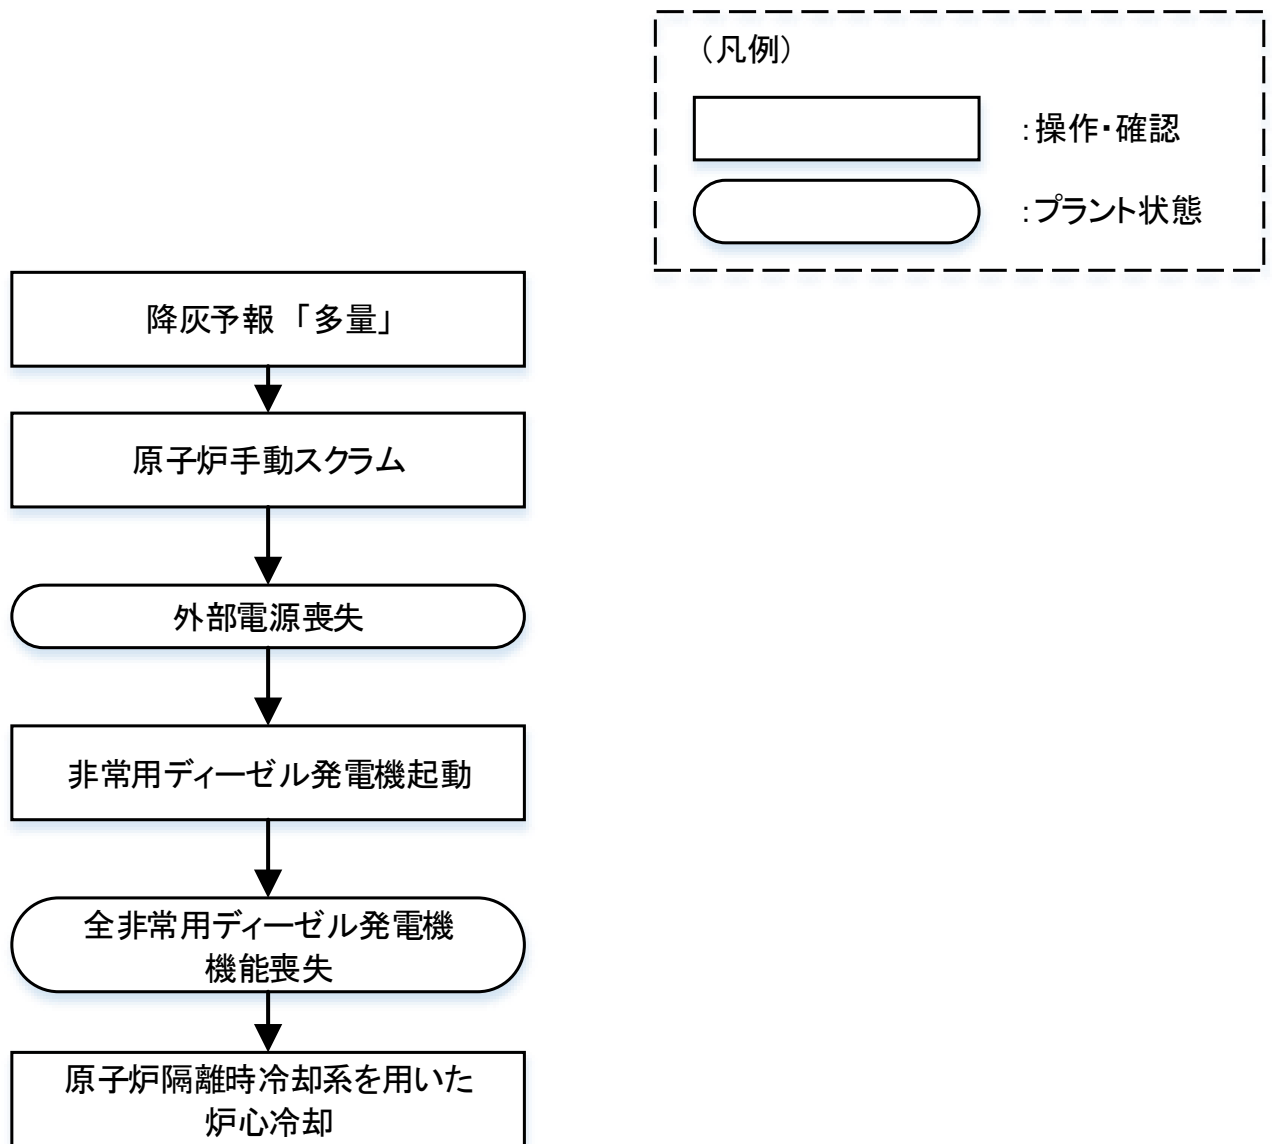 （凡例）
：操作・確認
：プラント状態
降灰予報 「多量」
原子炉手動スクラム
外部電源喪失
非常用ディーゼル発電機起動
全非常用ディーゼル発電機
機能喪失
原子炉隔離時冷却系を用いた
炉心冷却